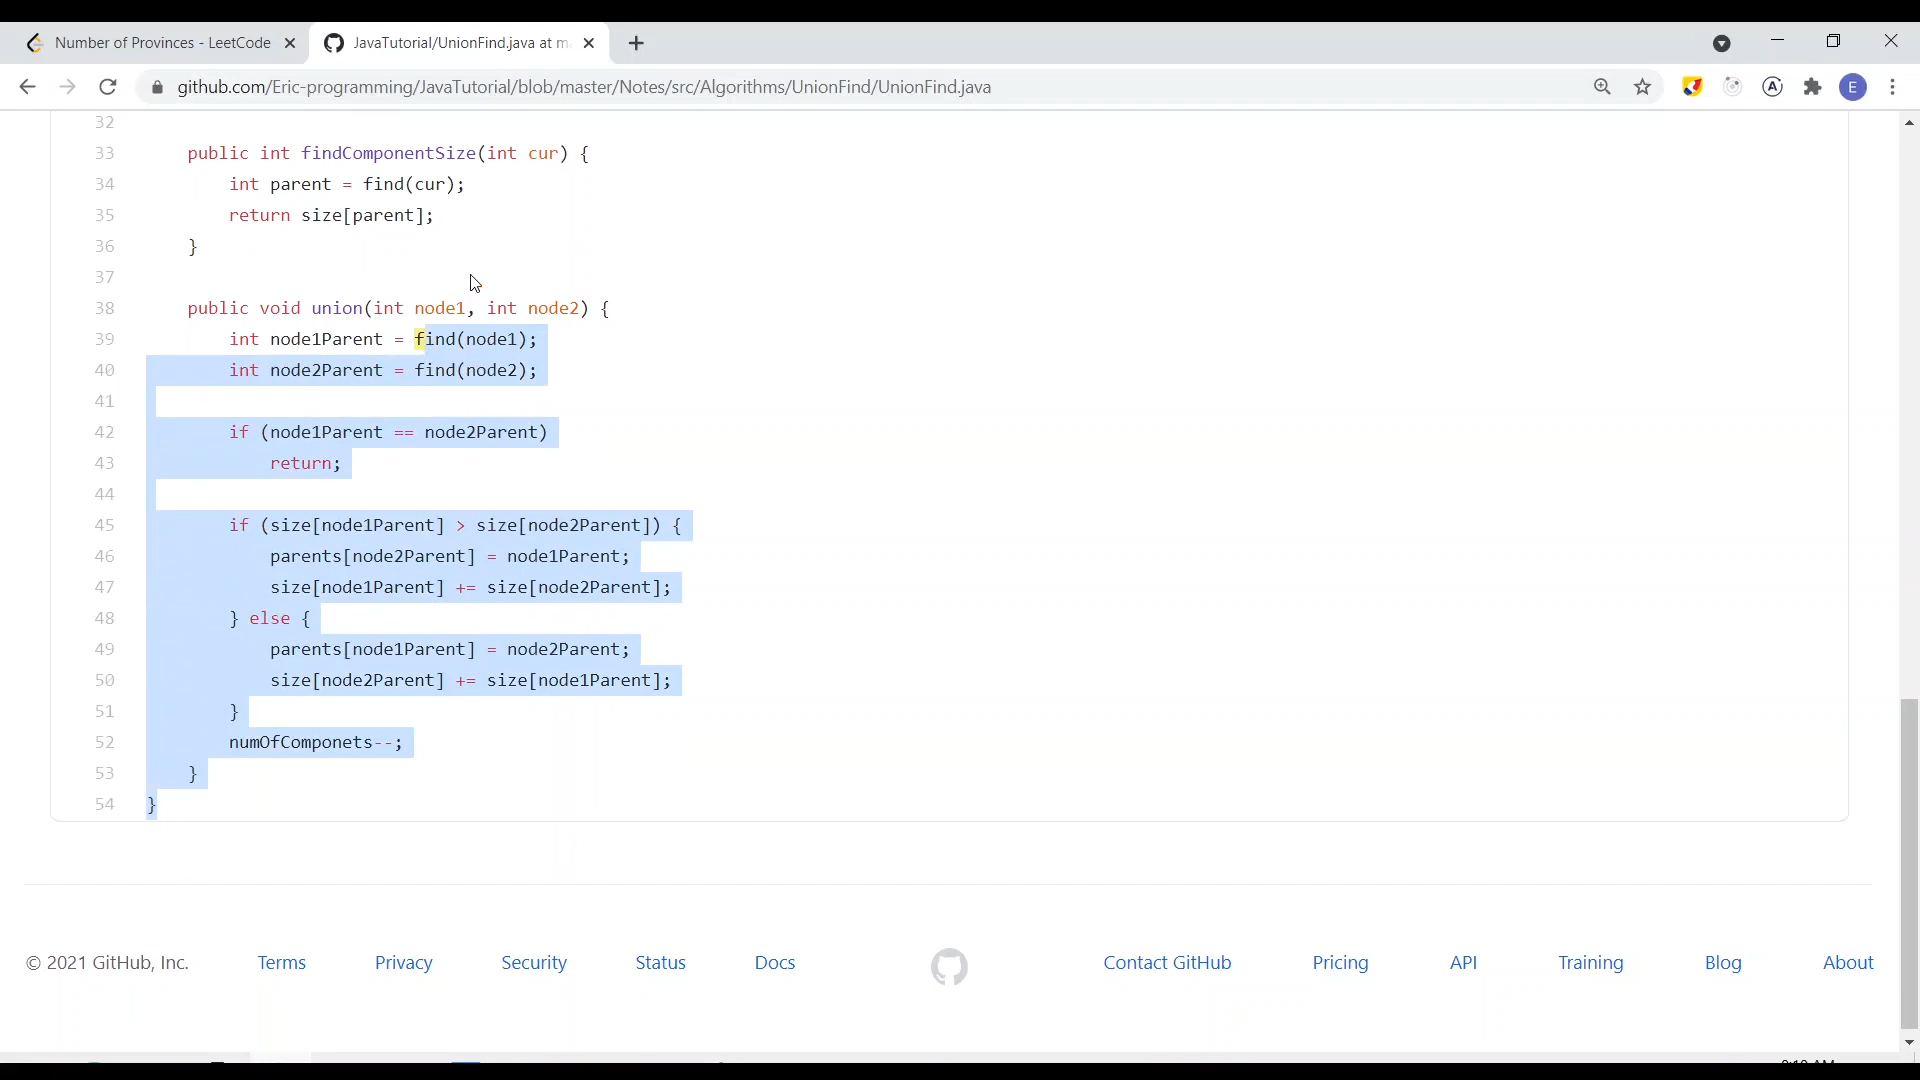 Number of Provinces - LeetCode
JavaTutorial/UnionFind.java at m
github.com/Eric-programming/JavaTutorial/blob/master/Notes/src/Algorithms/UnionFind/UnionFind.java
E
32
33 public int findComponentSize(int cur) {
34 int parent = find(cur);
35 return size[parent];
36 }
37
38 public void union(int node1, int node2) {
39 int node1Parent = find(node1);
40 int node2Parent = find(node2);
41
42 if (node1Parent == node2Parent)
43 return;
44
45 if (size[node1Parent] > size[node2Parent]) {
46 parents[node2Parent] = node1Parent;
47 size[node1Parent] += size[node2Parent];
48 } else {
49 parents[node1Parent] = node2Parent;
50 size[node2Parent] += size[node1Parent];
51 }
52 numOfComponets--;
53 }
54 }
© 2021 GitHub, Inc. Terms Privacy Security Status Docs Contact GitHub Pricing API Training Blog About